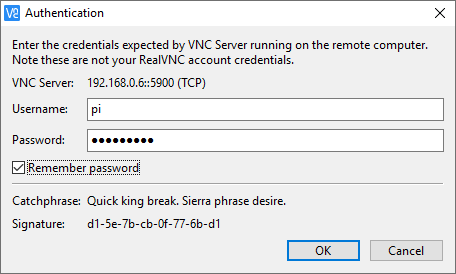 Authentication
Enter the credentials expected by VNC Server running on the remote computer.
Note these are not your RealVNC account credentials.
VNC Server: 192.168.0.6::5900 (TCP)
Username: pi
Password: ●●●●●●●●●
Remember password
Catchphrase: Quick king break. Sierra phrase desire.
Signature: d1-5e-7b-cb-0f-77-6b-d1
OK Cancel